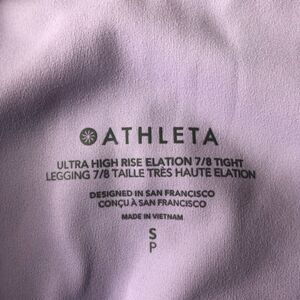 ATHLETA
ULTRA HIGH RISE ELATION 7/8 TIGHT
LEGGING 7/8 TAILLE TRÈS HAUTE ELATION
DESIGNED IN SAN FRANCISCO
CONÇU À SAN FRANCISCO
MADE IN VIETNAM
S
P